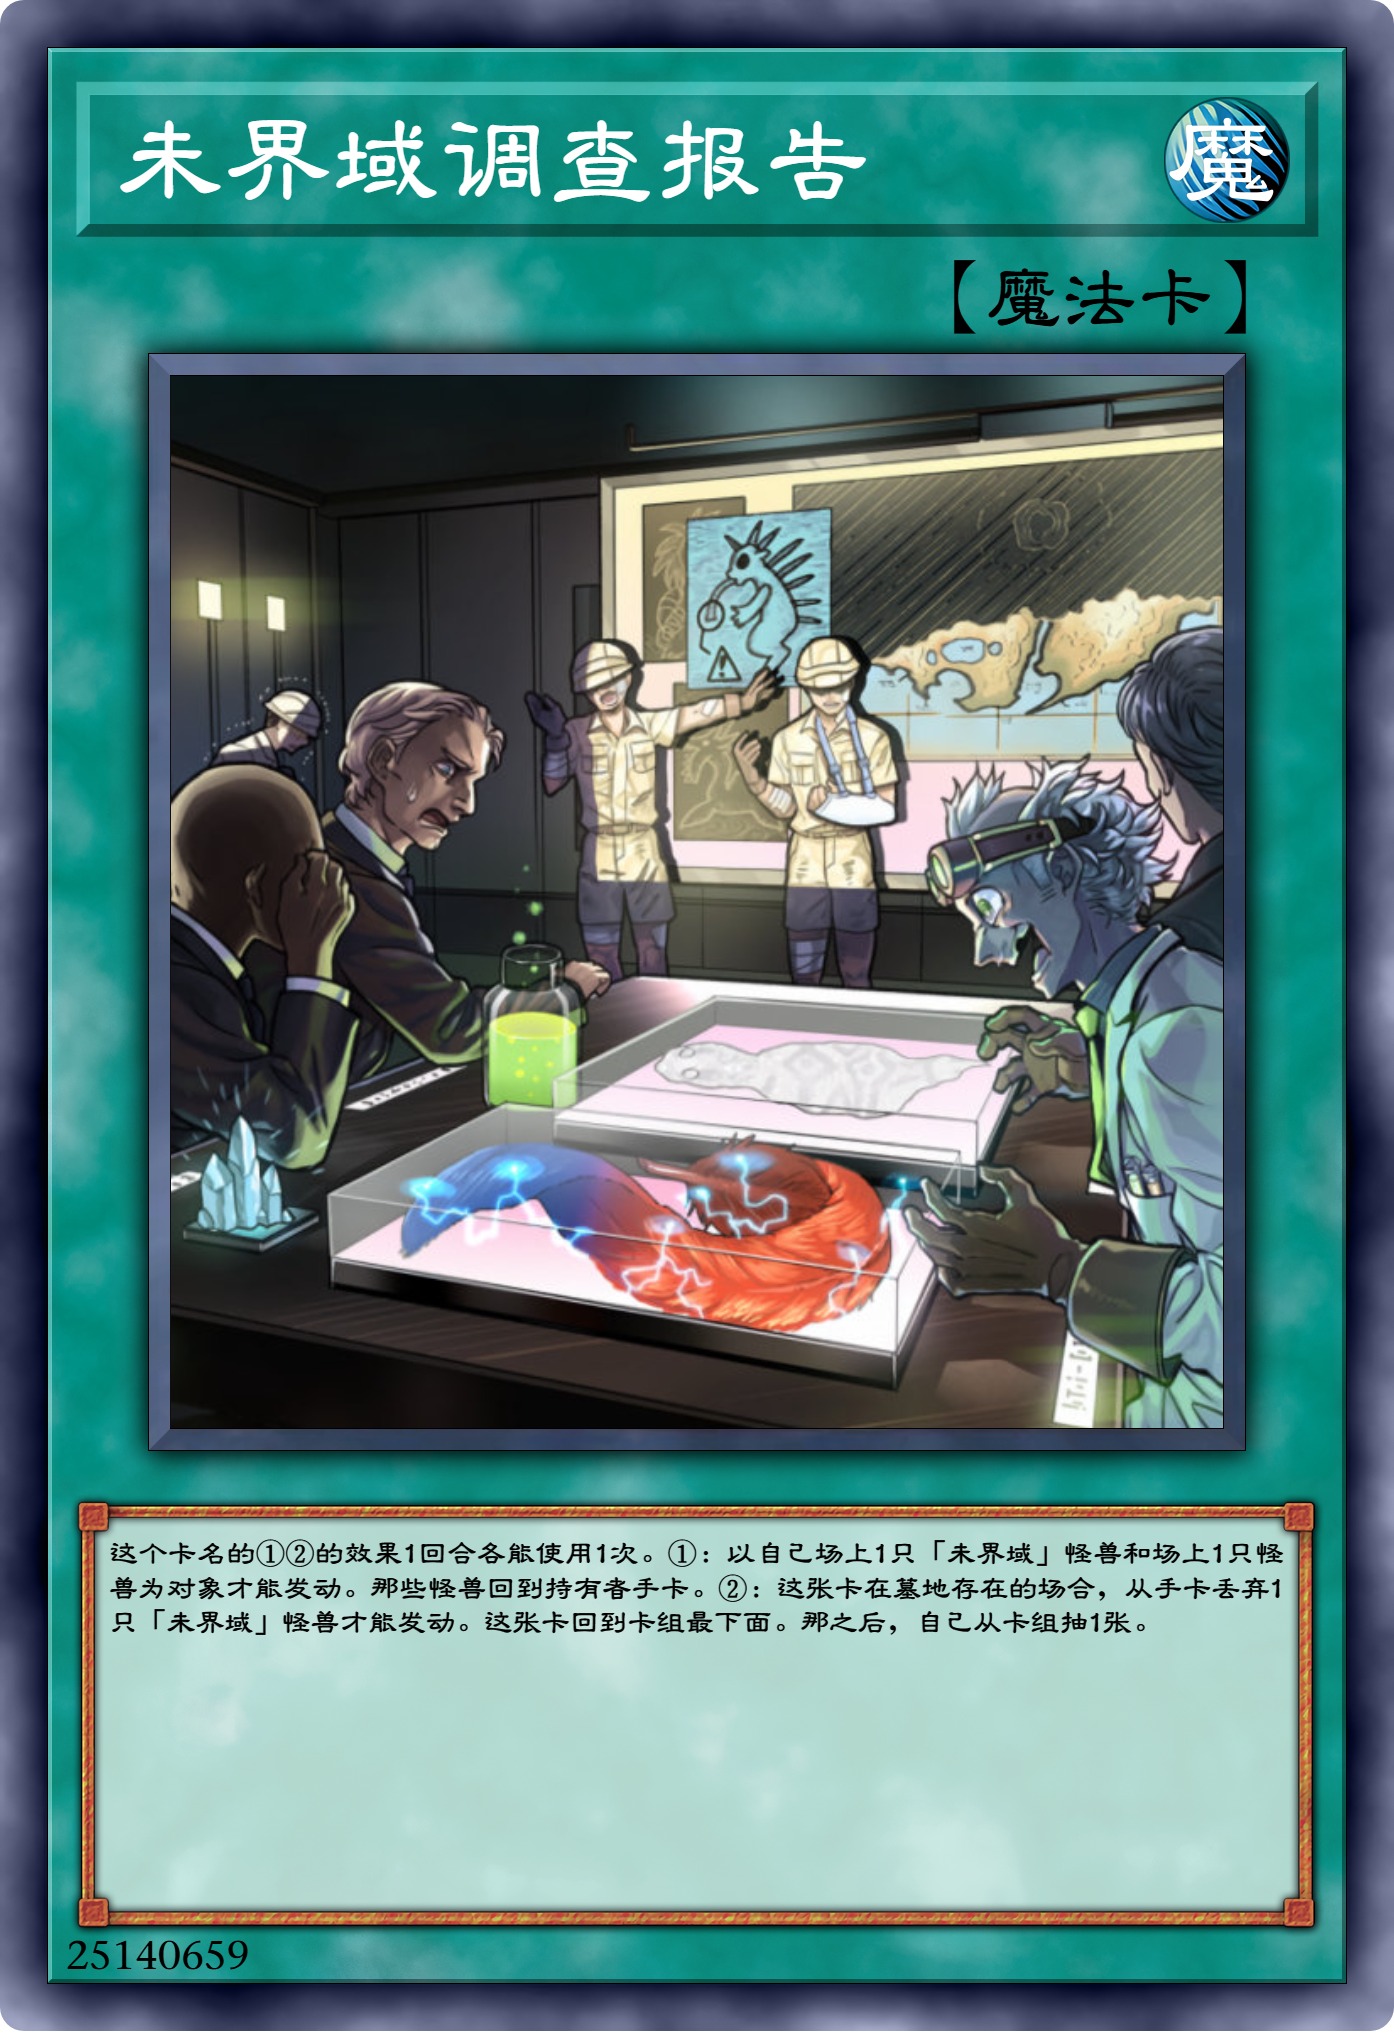 未界域调查报告
魔
【魔法卡】
这个卡名的①②的效果1回合各能使用1次。①：以自己场上1只「未界域」怪兽和场上1只怪
兽为对象才能发动。那些怪兽回到持有者手卡。②：这张卡在墓地存在的场合，从手卡丢弃1
只「未界域」怪兽才能发动。这张卡回到卡组最下面。那之后，自己从卡组抽1张。
25140659